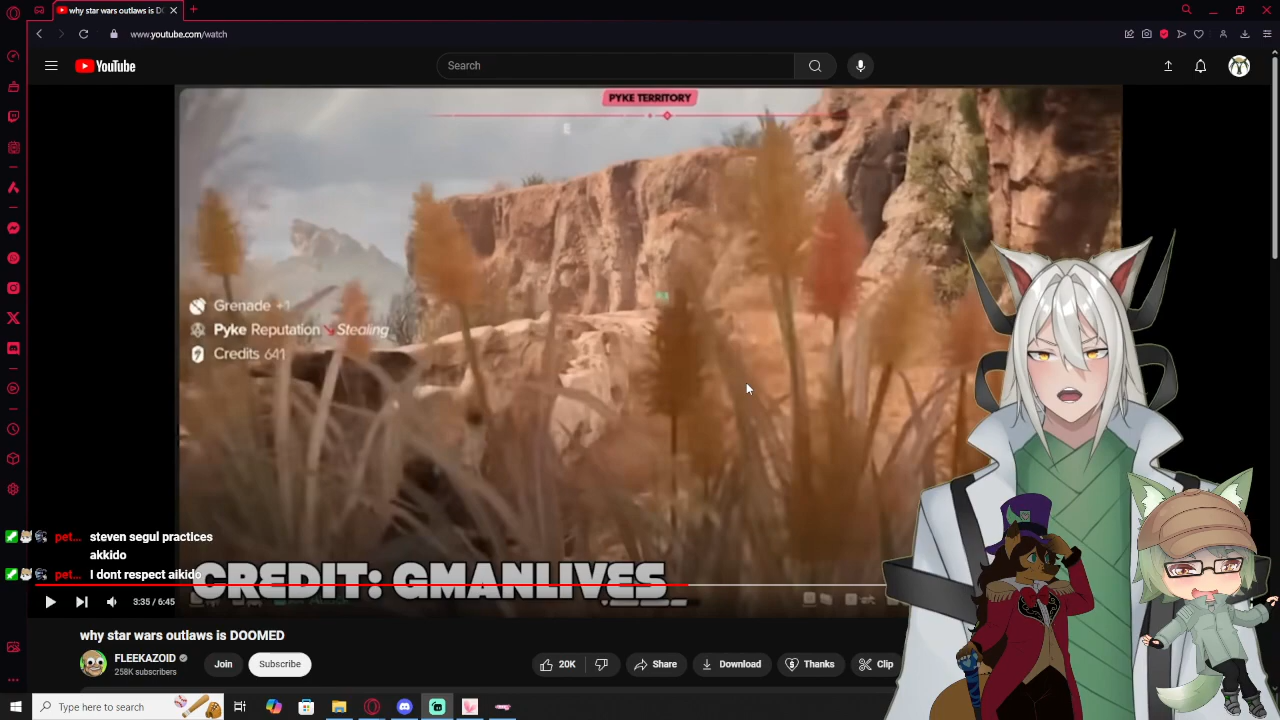 why star wars outlaws is D
www.youtube.com/watch
YouTube
Search
PYKE TERRITORY
E
Grenade +1
Pyke Reputation Stealing
Credits 641
pet... steven segul practices
akkido
pet... I dont respect aikido
CREDIT: GMANLIVES
3:35 / 6:45
why star wars outlaws is DOOMED
FLEEKAZOID
258K subscribers
Join
Subscribe
20K
Share
Download
Thanks
Clip
Type here to search